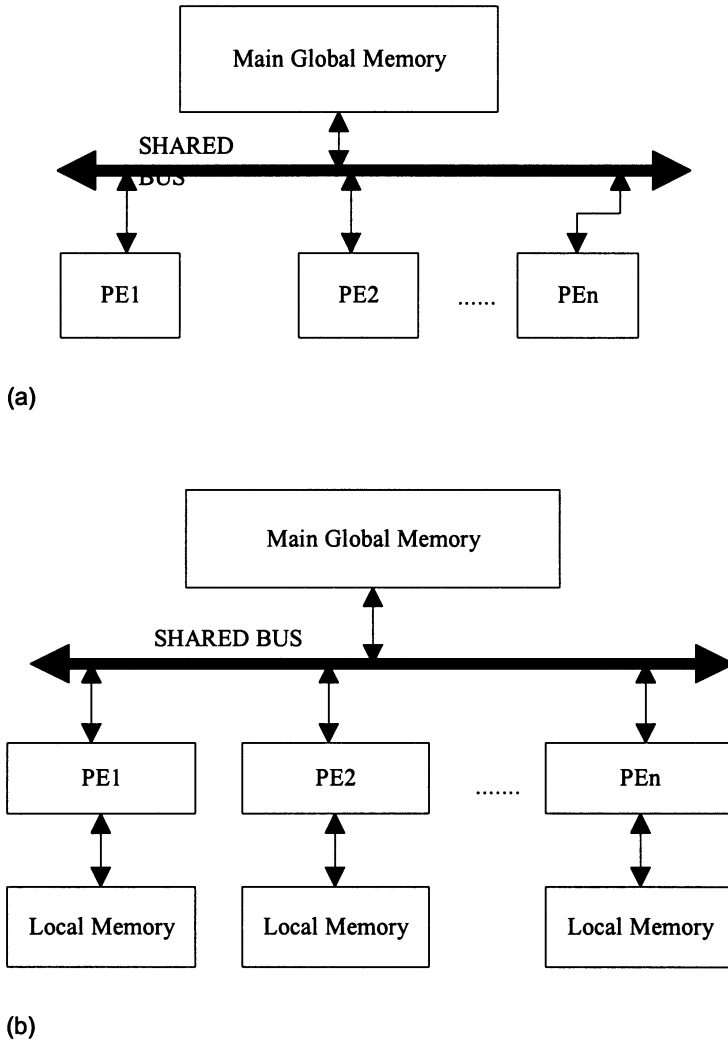 Main Global Memory
SHARED
BUS
PE1
PE2
......
PEn
(a)
Main Global Memory
SHARED BUS
PE1
PE2
.......
PEn
Local Memory
Local Memory
Local Memory
(b)